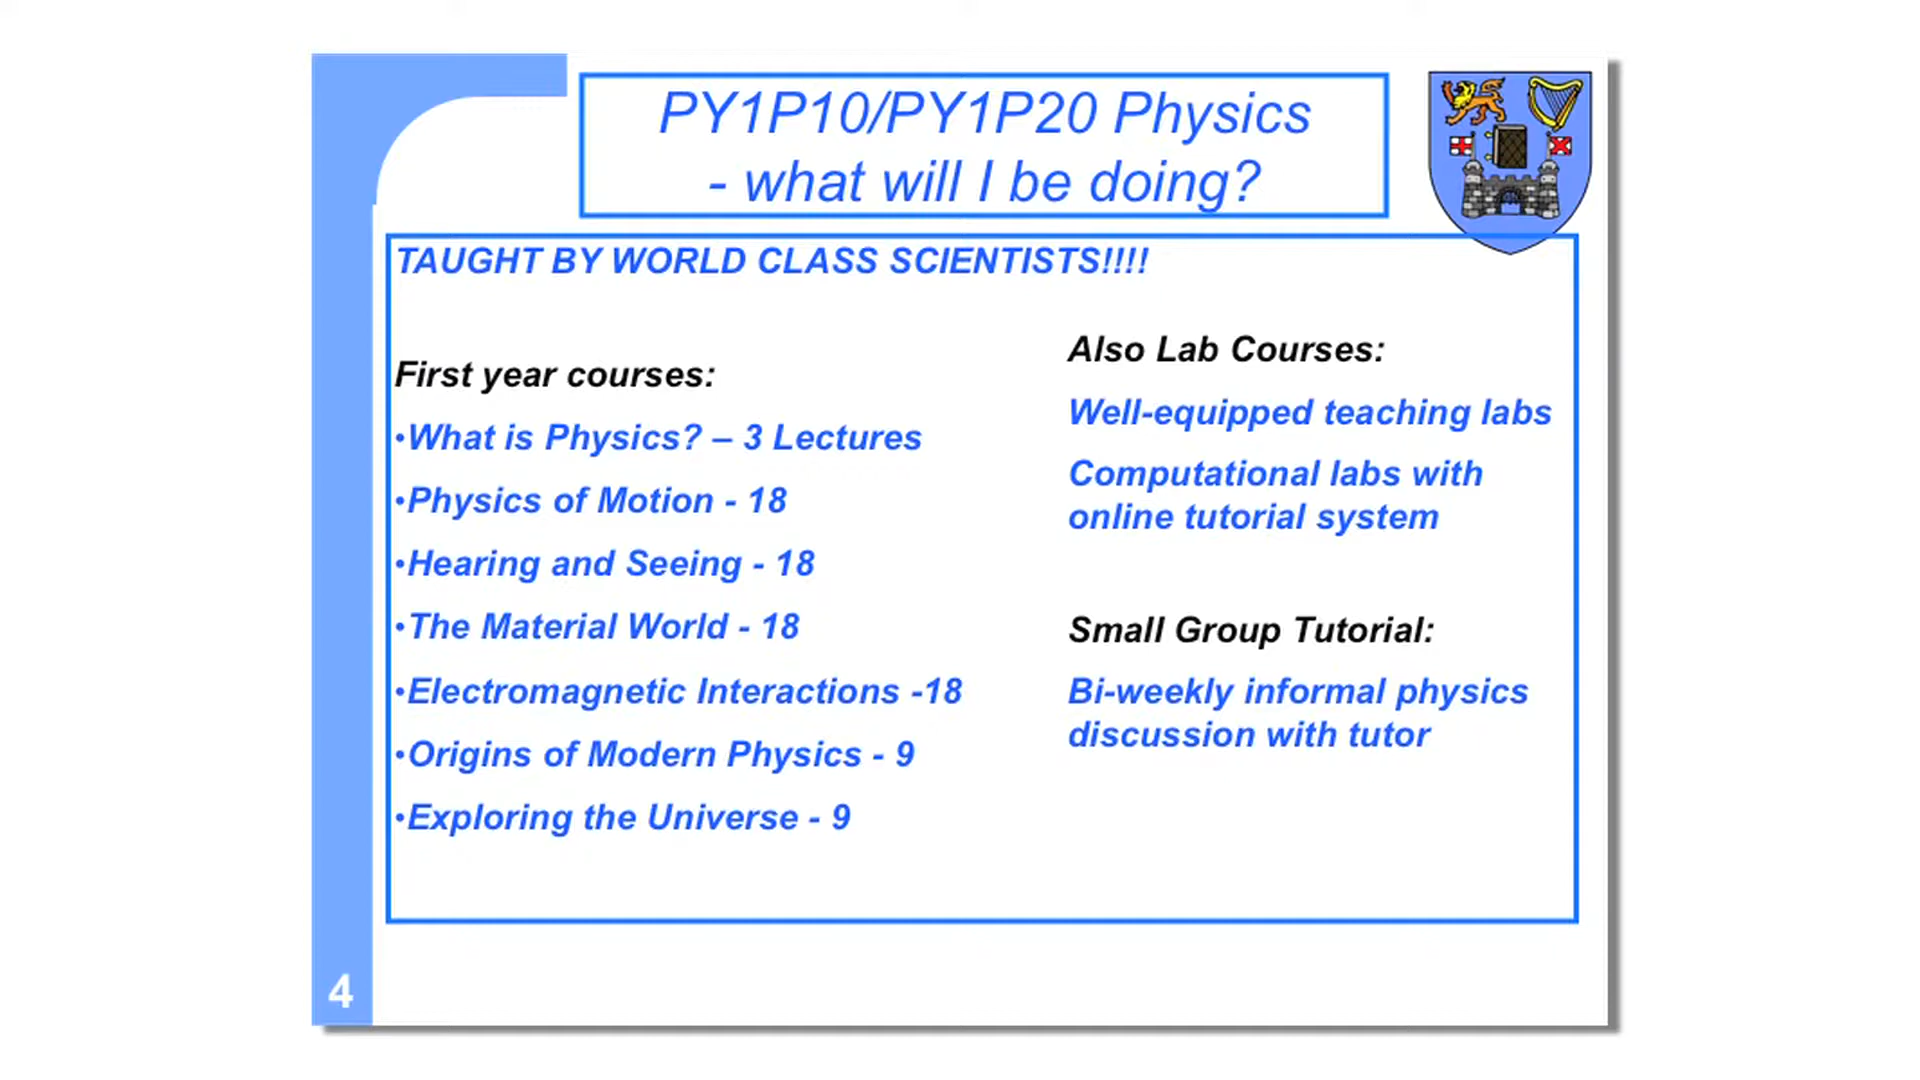 PY1P10/PY1P20 Physics
- what will I be doing?
TAUGHT BY WORLD CLASS SCIENTISTS!!!!
First year courses:
•What is Physics? – 3 Lectures
•Physics of Motion - 18
•Hearing and Seeing - 18
•The Material World - 18
•Electromagnetic Interactions -18
•Origins of Modern Physics - 9
•Exploring the Universe - 9
Also Lab Courses:
Well-equipped teaching labs
Computational labs with
online tutorial system
Small Group Tutorial:
Bi-weekly informal physics
discussion with tutor
4